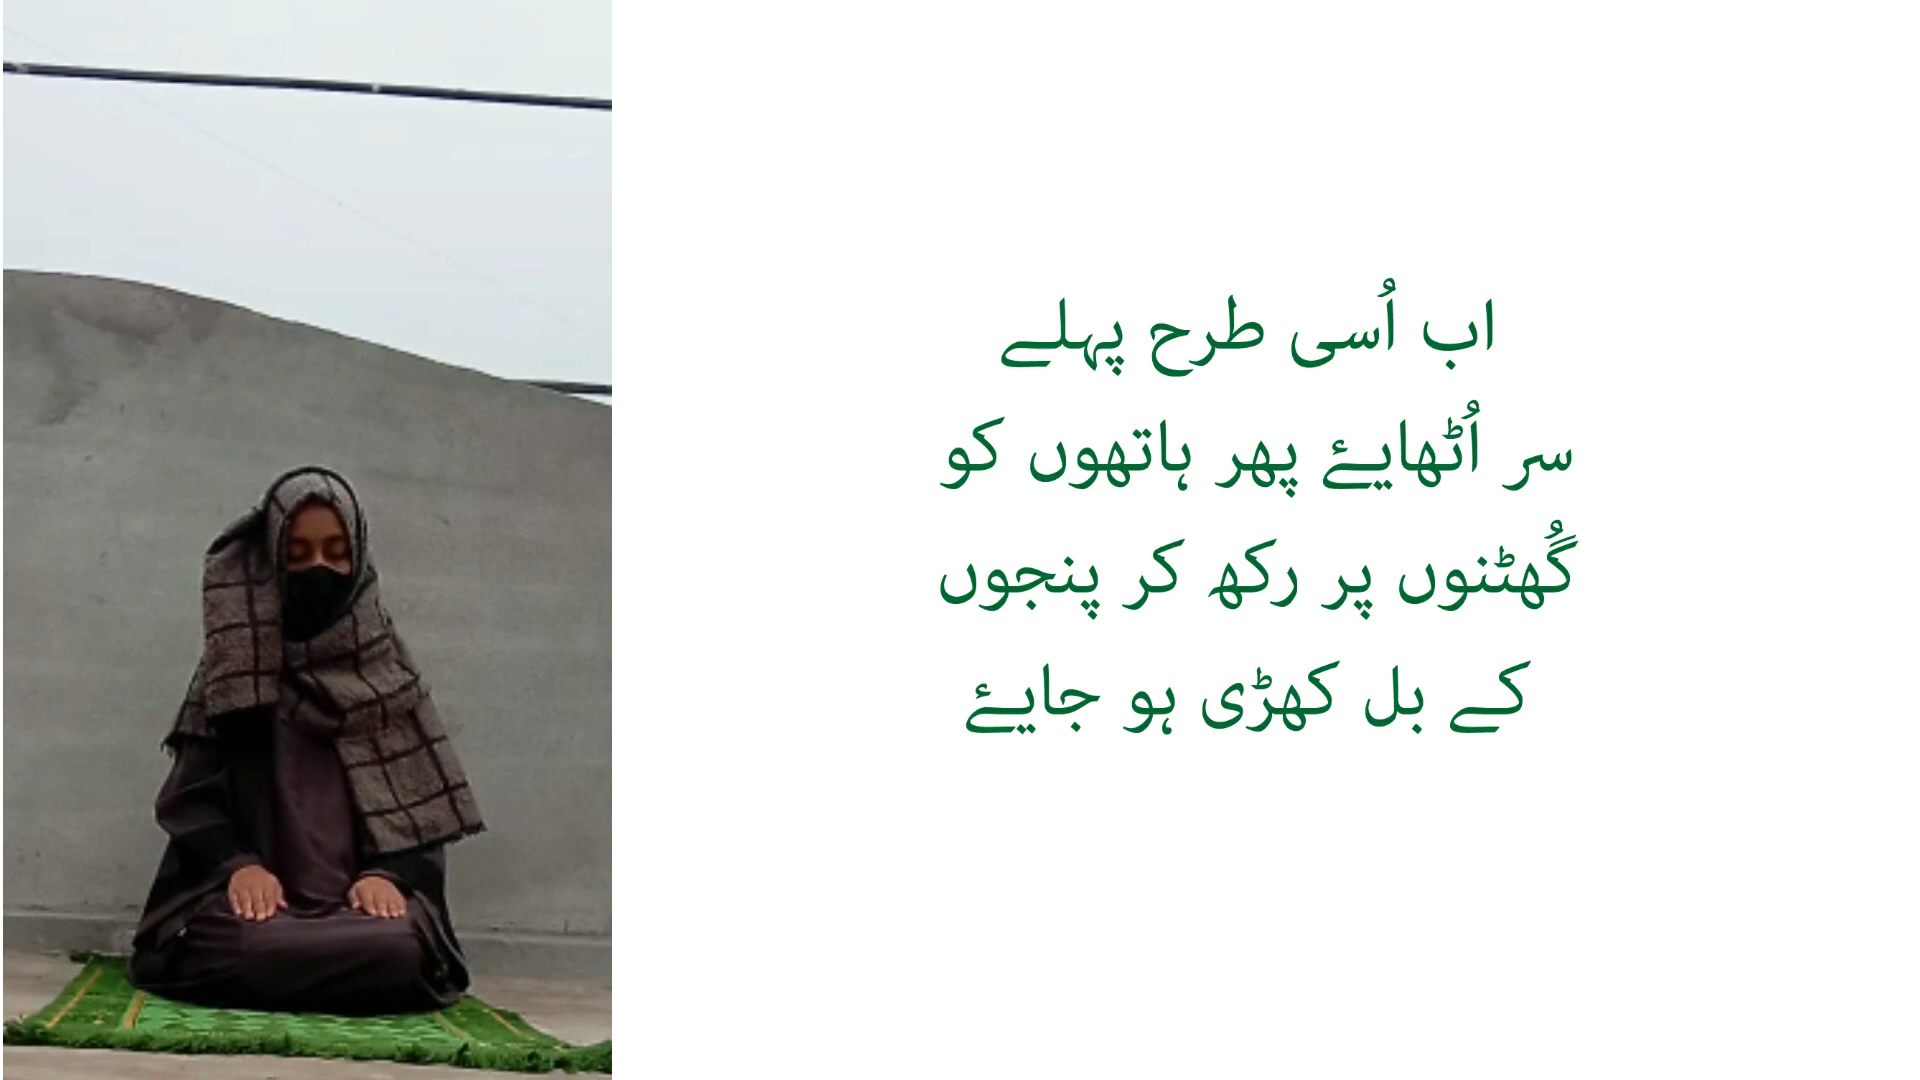 اب اُسی طرح پہلے
سر اُٹھایۓ پھر ہاتھوں کو
گُھٹنوں پر رکھ کر پنجوں
کے بل کھڑی ہو جایۓ